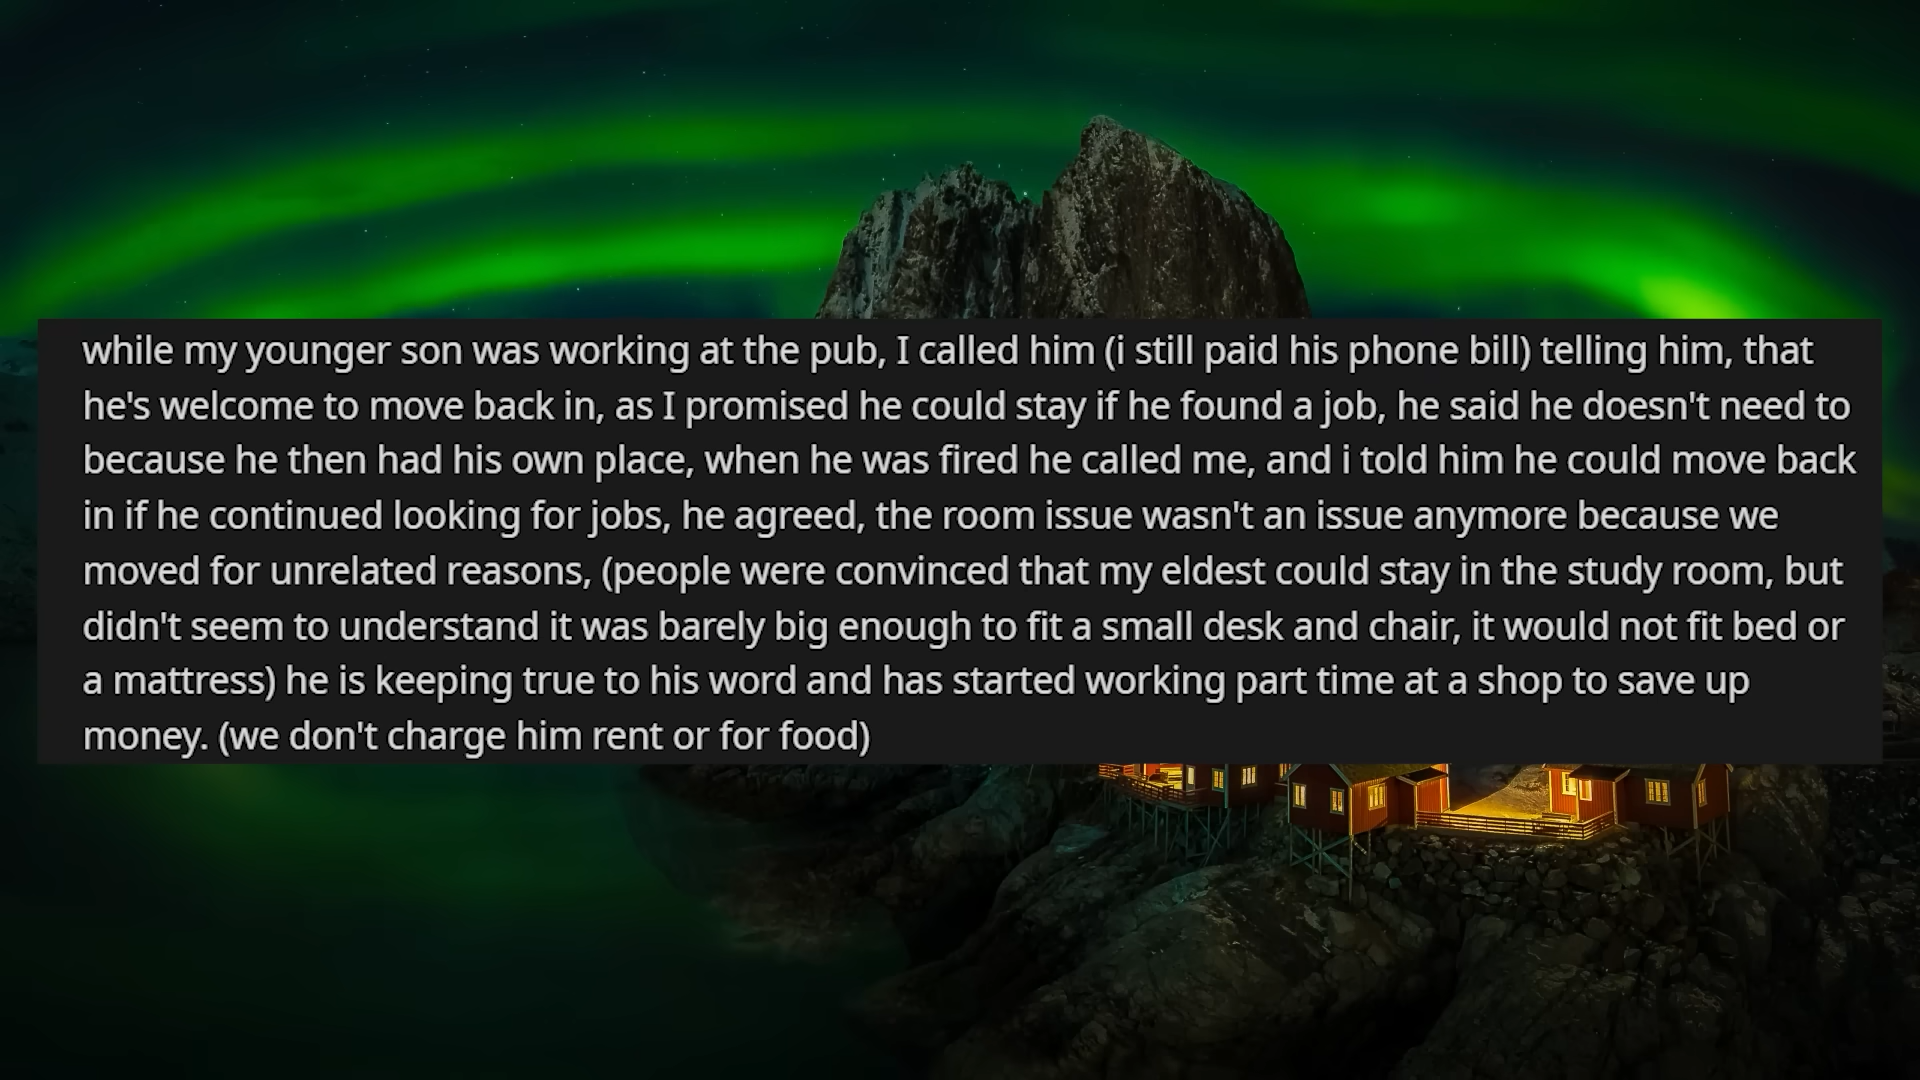 while my younger son was working at the pub, I called him (i still paid his phone bill) telling him, that
he's welcome to move back in, as I promised he could stay if he found a job, he said he doesn't need to
because he then had his own place, when he was fired he called me, and i told him he could move back
in if he continued looking for jobs, he agreed, the room issue wasn't an issue anymore because we
moved for unrelated reasons, (people were convinced that my eldest could stay in the study room, but
didn't seem to understand it was barely big enough to fit a small desk and chair, it would not fit bed or
a mattress) he is keeping true to his word and has started working part time at a shop to save up
money. (we don't charge him rent or for food)